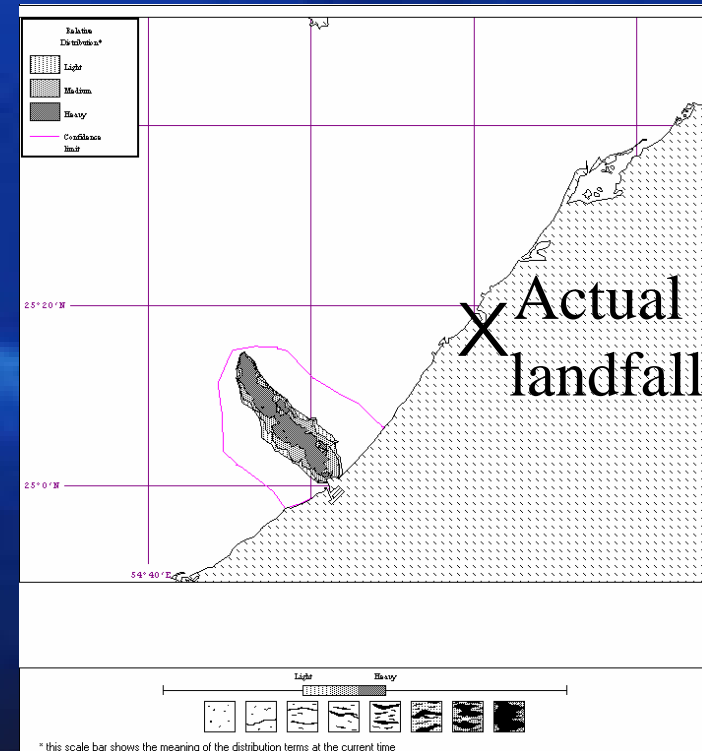 Relative
Distribution*
Light
Medium
Heavy
Confidence
limit
25°20'N
X Actual
landfall
25°0'N
54°40'E
Light Heavy
* this scale bar shows the meaning of the distribution terms at the current time